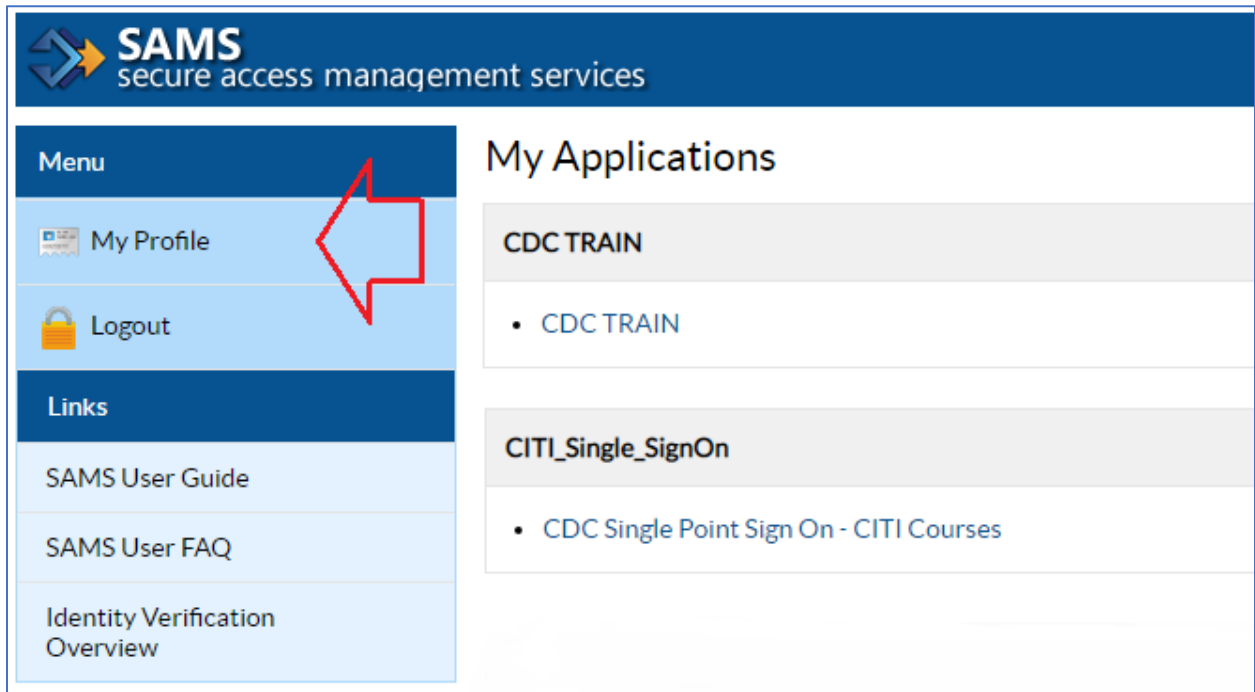 SAMS
secure access management services
Menu
My Profile
Logout
Links
SAMS User Guide
SAMS User FAQ
Identity Verification
Overview
My Applications
CDC TRAIN
• CDC TRAIN
CITI_Single_SignOn
• CDC Single Point Sign On - CITI Courses